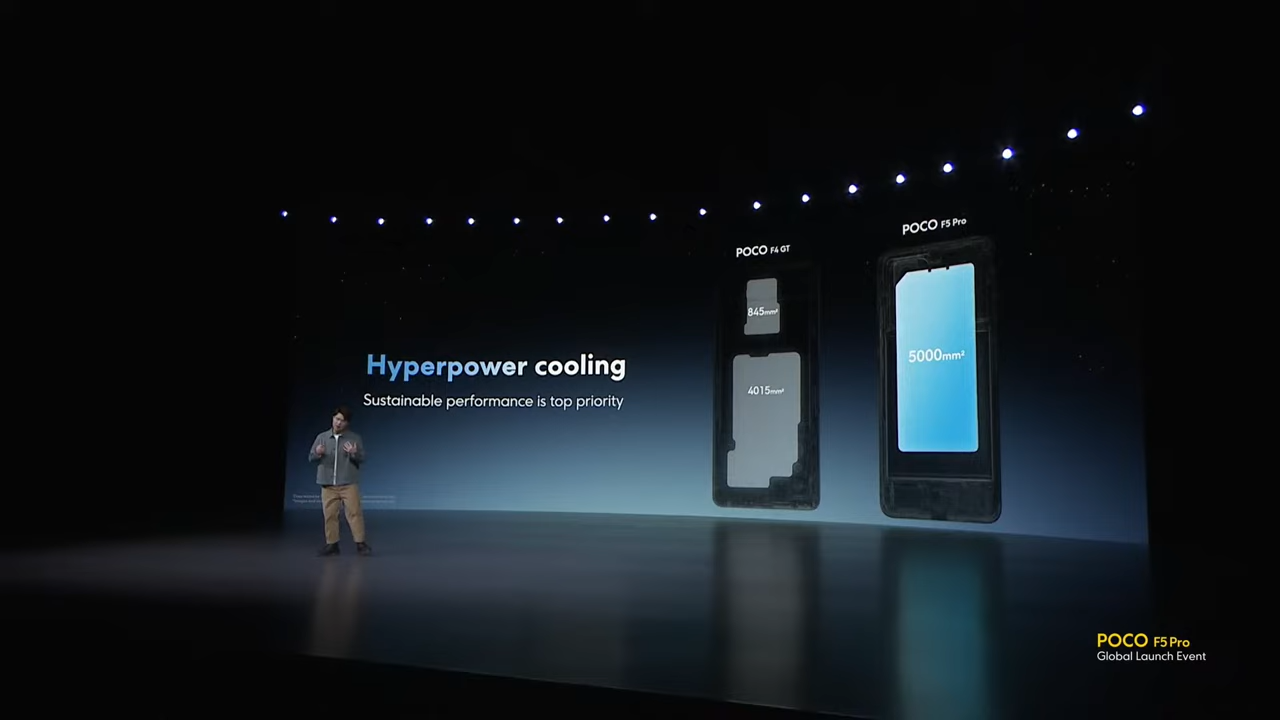 POCO F4 GT
POCO F5 Pro
845mm²
5000mm²
4015mm²
Hyperpower cooling
Sustainable performance is top priority
POCO F5 Pro
Global Launch Event